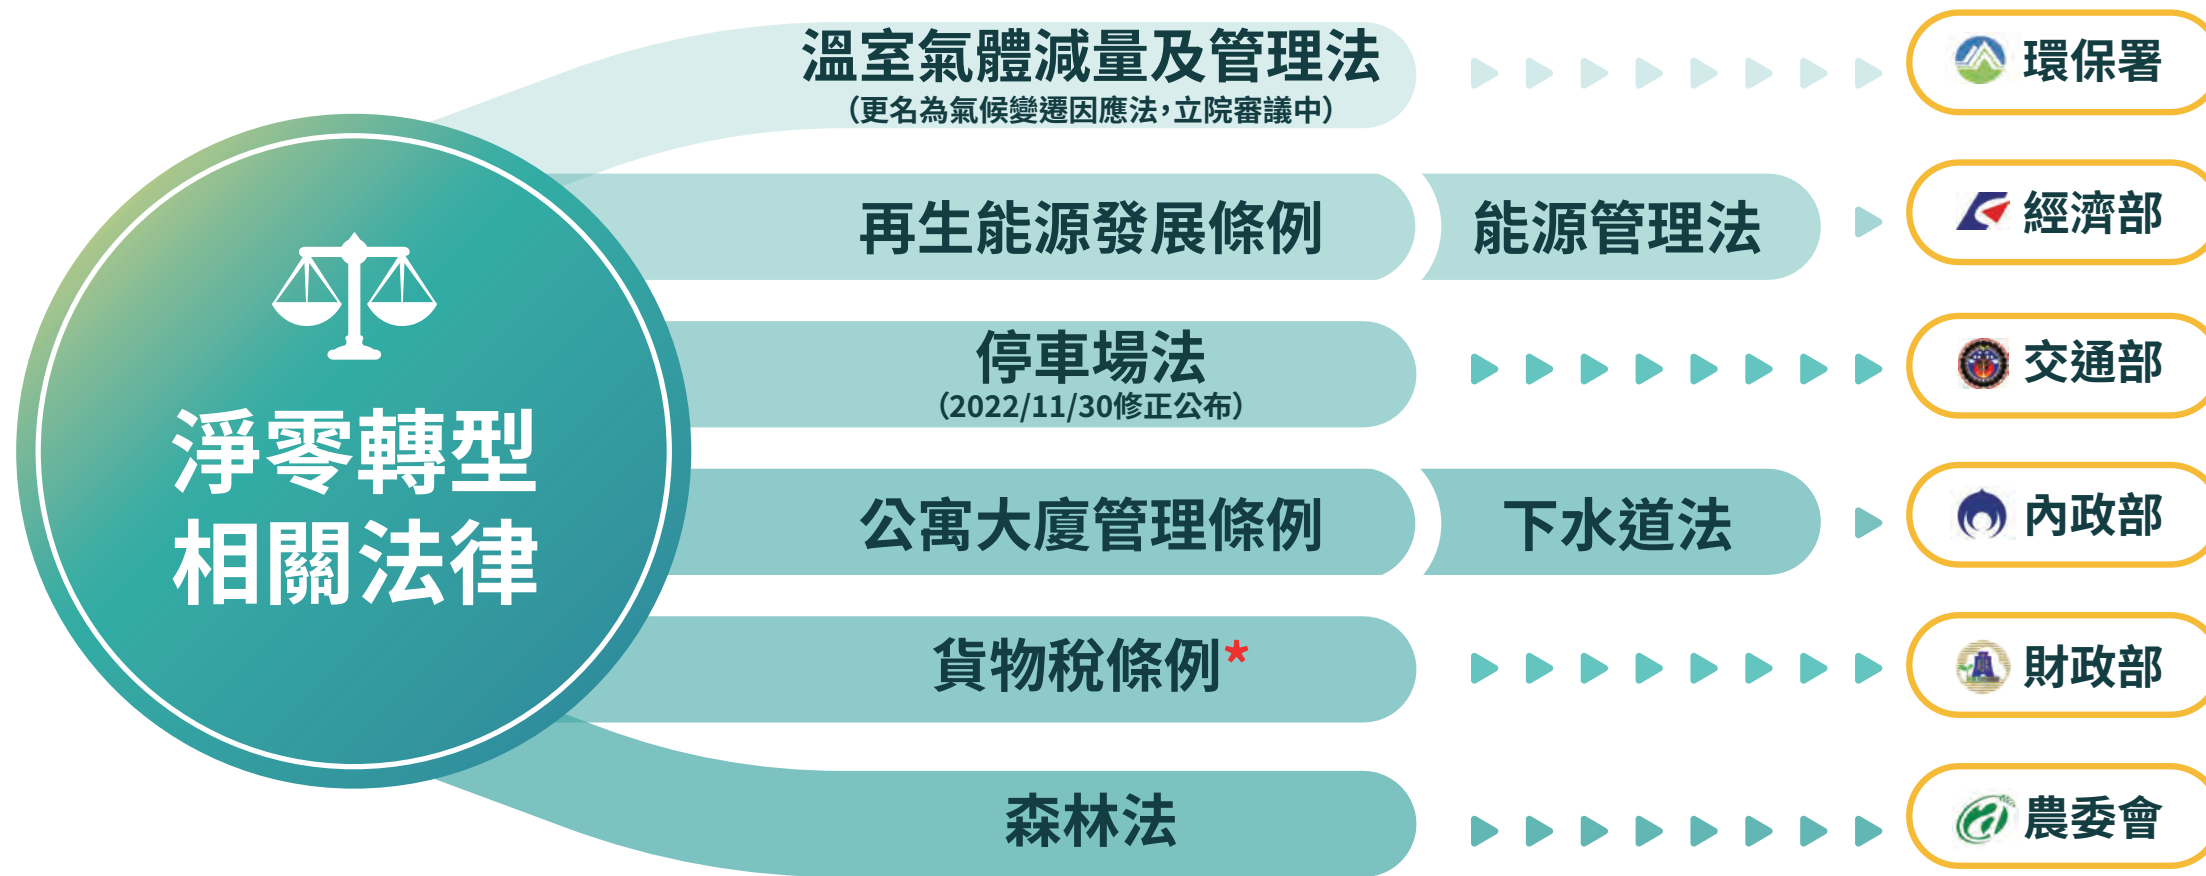 淨零轉型
相關法律
溫室氣體減量及管理法
（更名為氣候變遷因應法，立院審議中）
環保署
再生能源發展條例
能源管理法
經濟部
停車場法
（2022/11/30修正公布）
交通部
公寓大廈管理條例
下水道法
內政部
貨物稅條例*
財政部
森林法
農委會